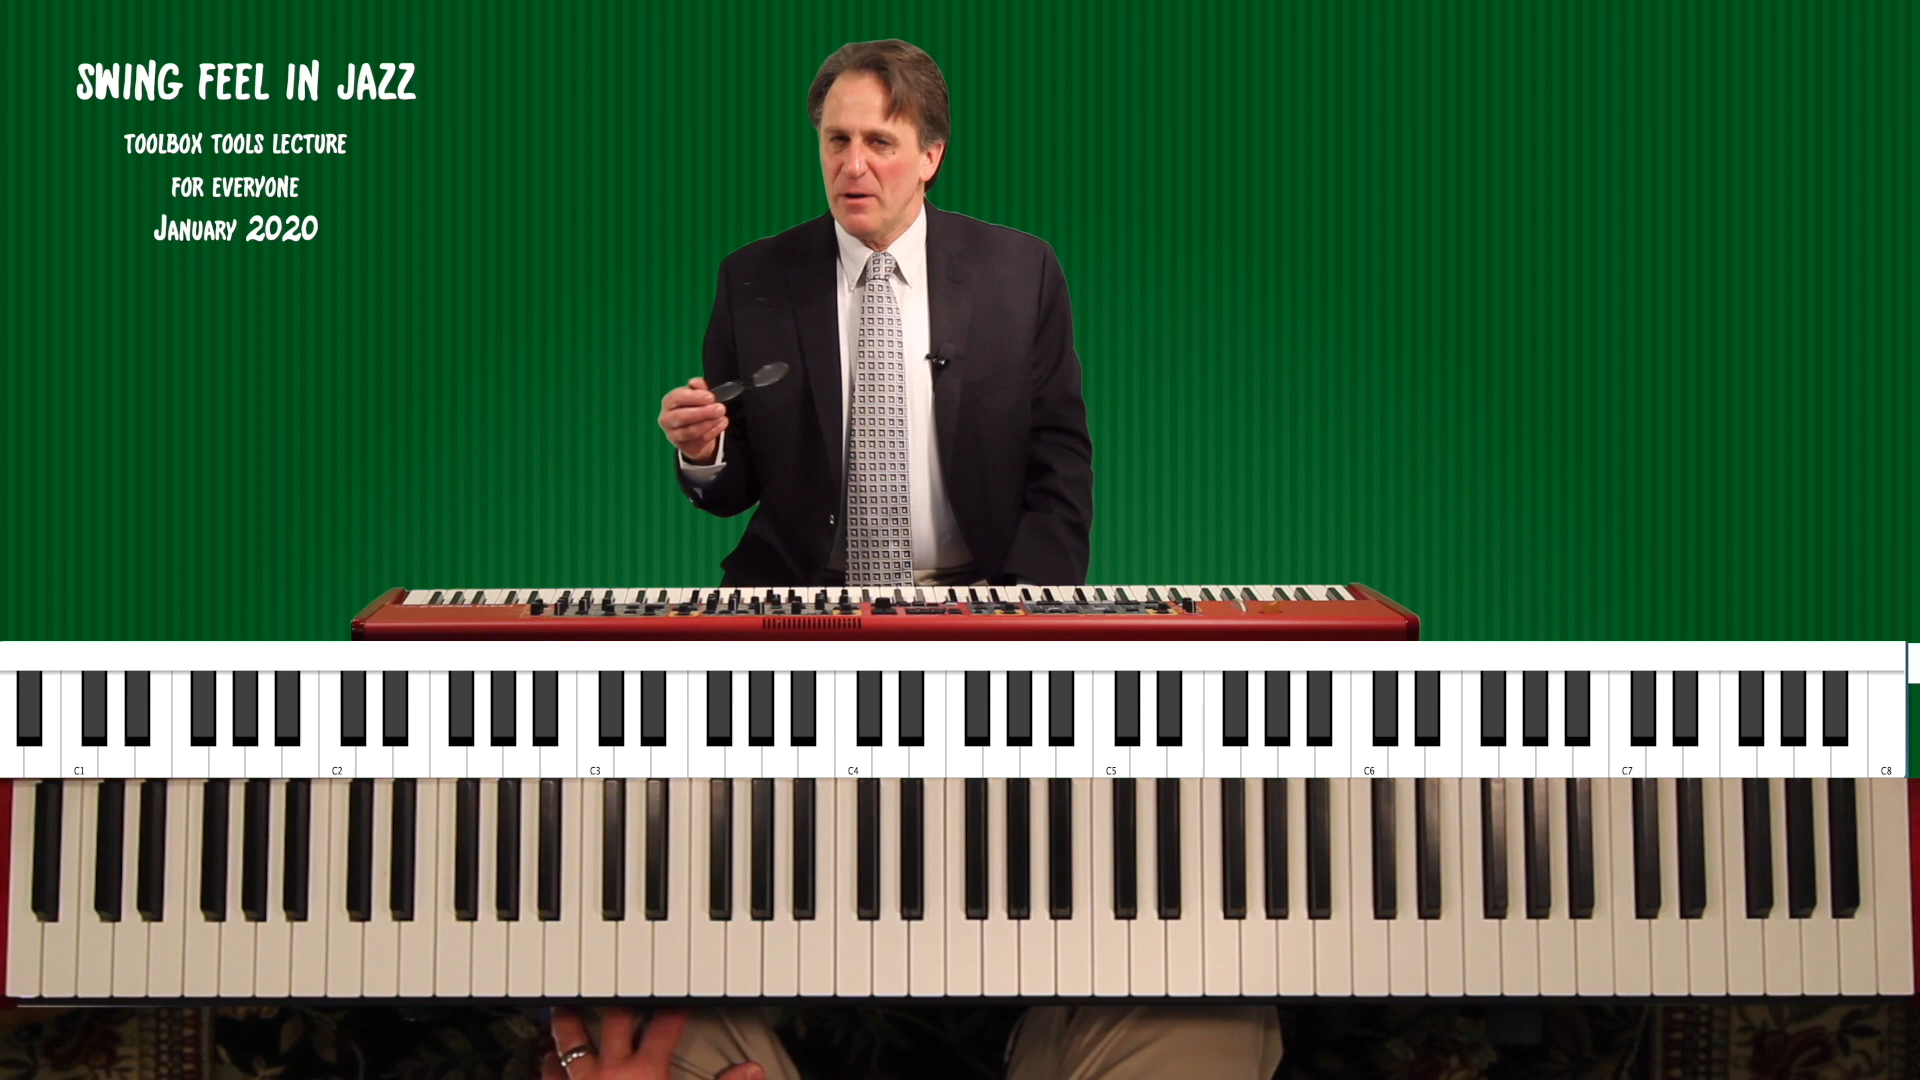 SWING FEEL IN JAZZ
TOOLBOX TOOLS LECTURE
FOR EVERYONE
JANUARY 2020
C1 C2 C3 C4 C5 C6 C7 C8